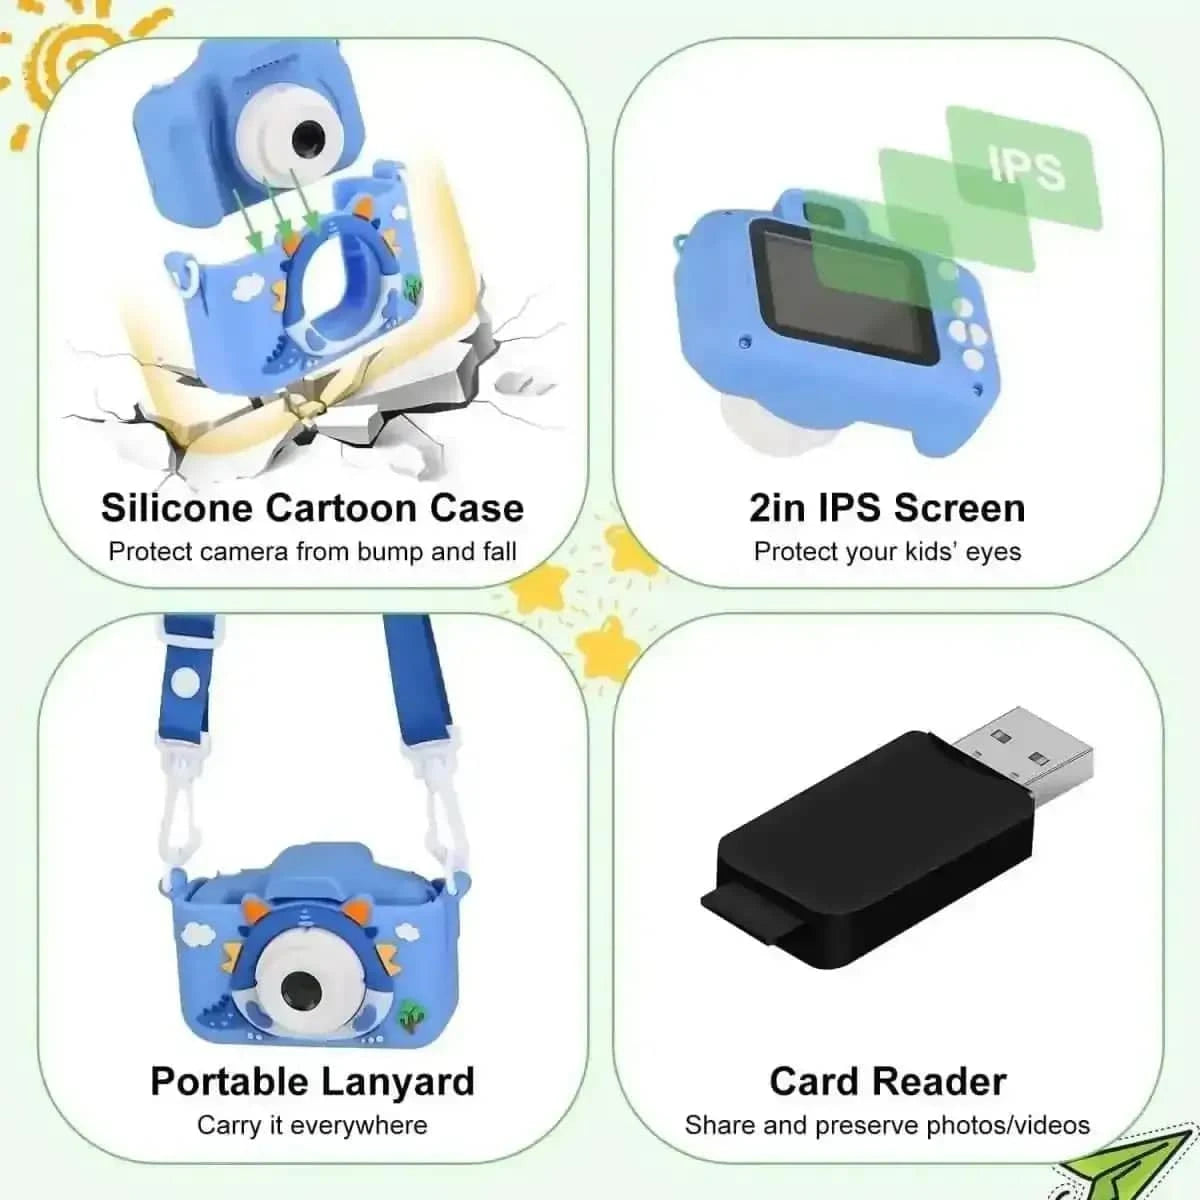 Silicone Cartoon Case
Protect camera from bump and fall
IPS
2in IPS Screen
Protect your kids’ eyes
Portable Lanyard
Carry it everywhere
Card Reader
Share and preserve photos/videos